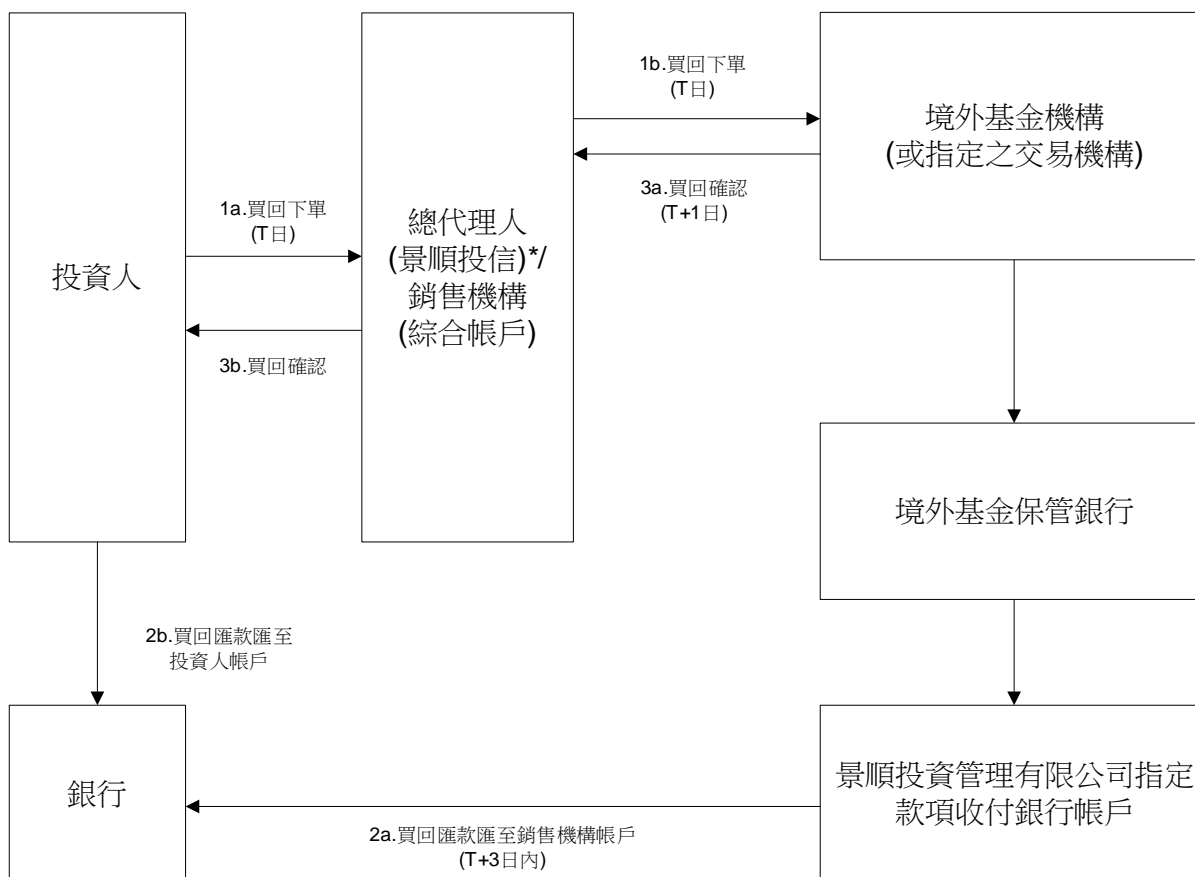 1b.買回下單
(T日)
境外基金機構
(或指定之交易機構)
3a.買回確認
(T+1日)
1a.買回下單
(T日)
投資人
總代理人
(景順投信)*/
銷售機構
(綜合帳戶)
3b.買回確認
境外基金保管銀行
2b.買回匯款匯至
投資人帳戶
銀行
景順投資管理有限公司指定
款項收付銀行帳戶
2a.買回匯款匯至銷售機構帳戶
(T+3日內)